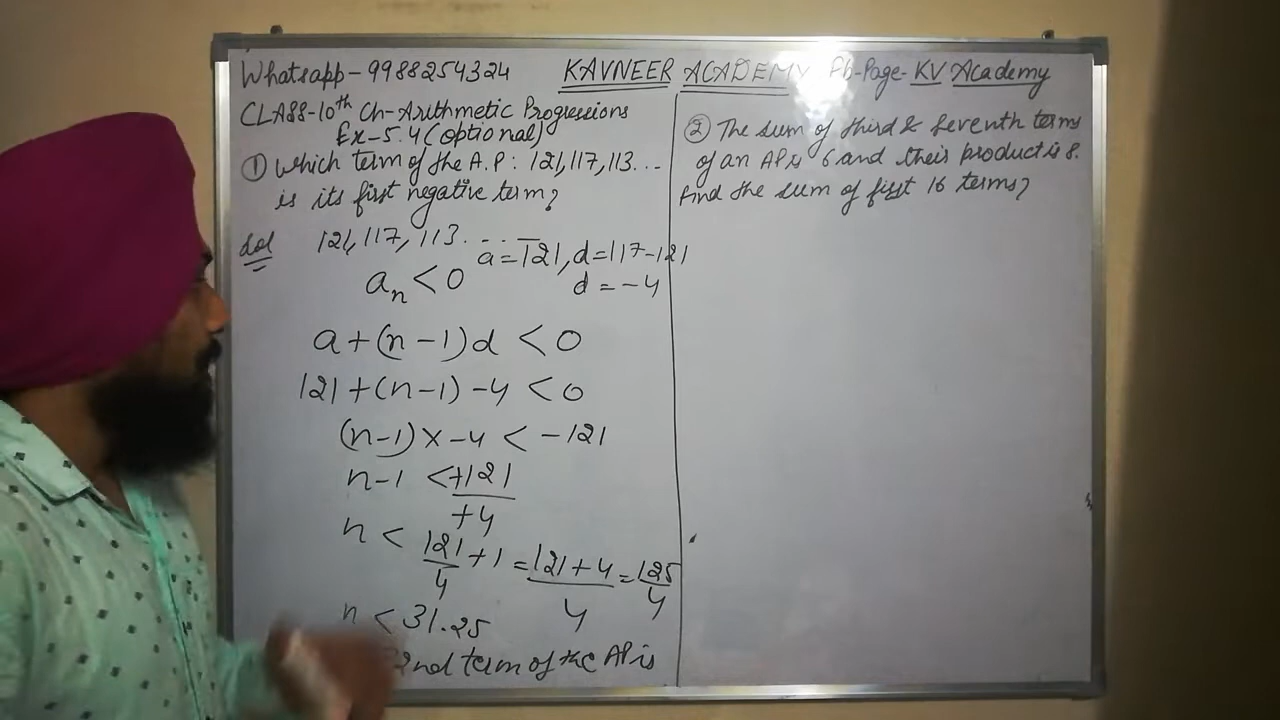 Whatsapp-9988254324 KAVNEER ACADEMY Fb-Page-KV Academy
CLASS-10th Ch-Arithmetic Progressions
Ex-5.4 (optional)
① Which term of the A.P: 121,117,113...
is its first negative term?
Sol 121,117,113.....
a=121, d=117-121
an<0 d=-4
a+(n-1)d<0
121+(n-1)-4<0
(n-1)x-4<-121
n-1<+121/+4
n<121/4+1=121+4/4=125/4
n<31.25
32nd term of the AP is
② The sum of third & seventh terms
of an AP is 6 and their product is 8.
find the sum of first 16 terms?